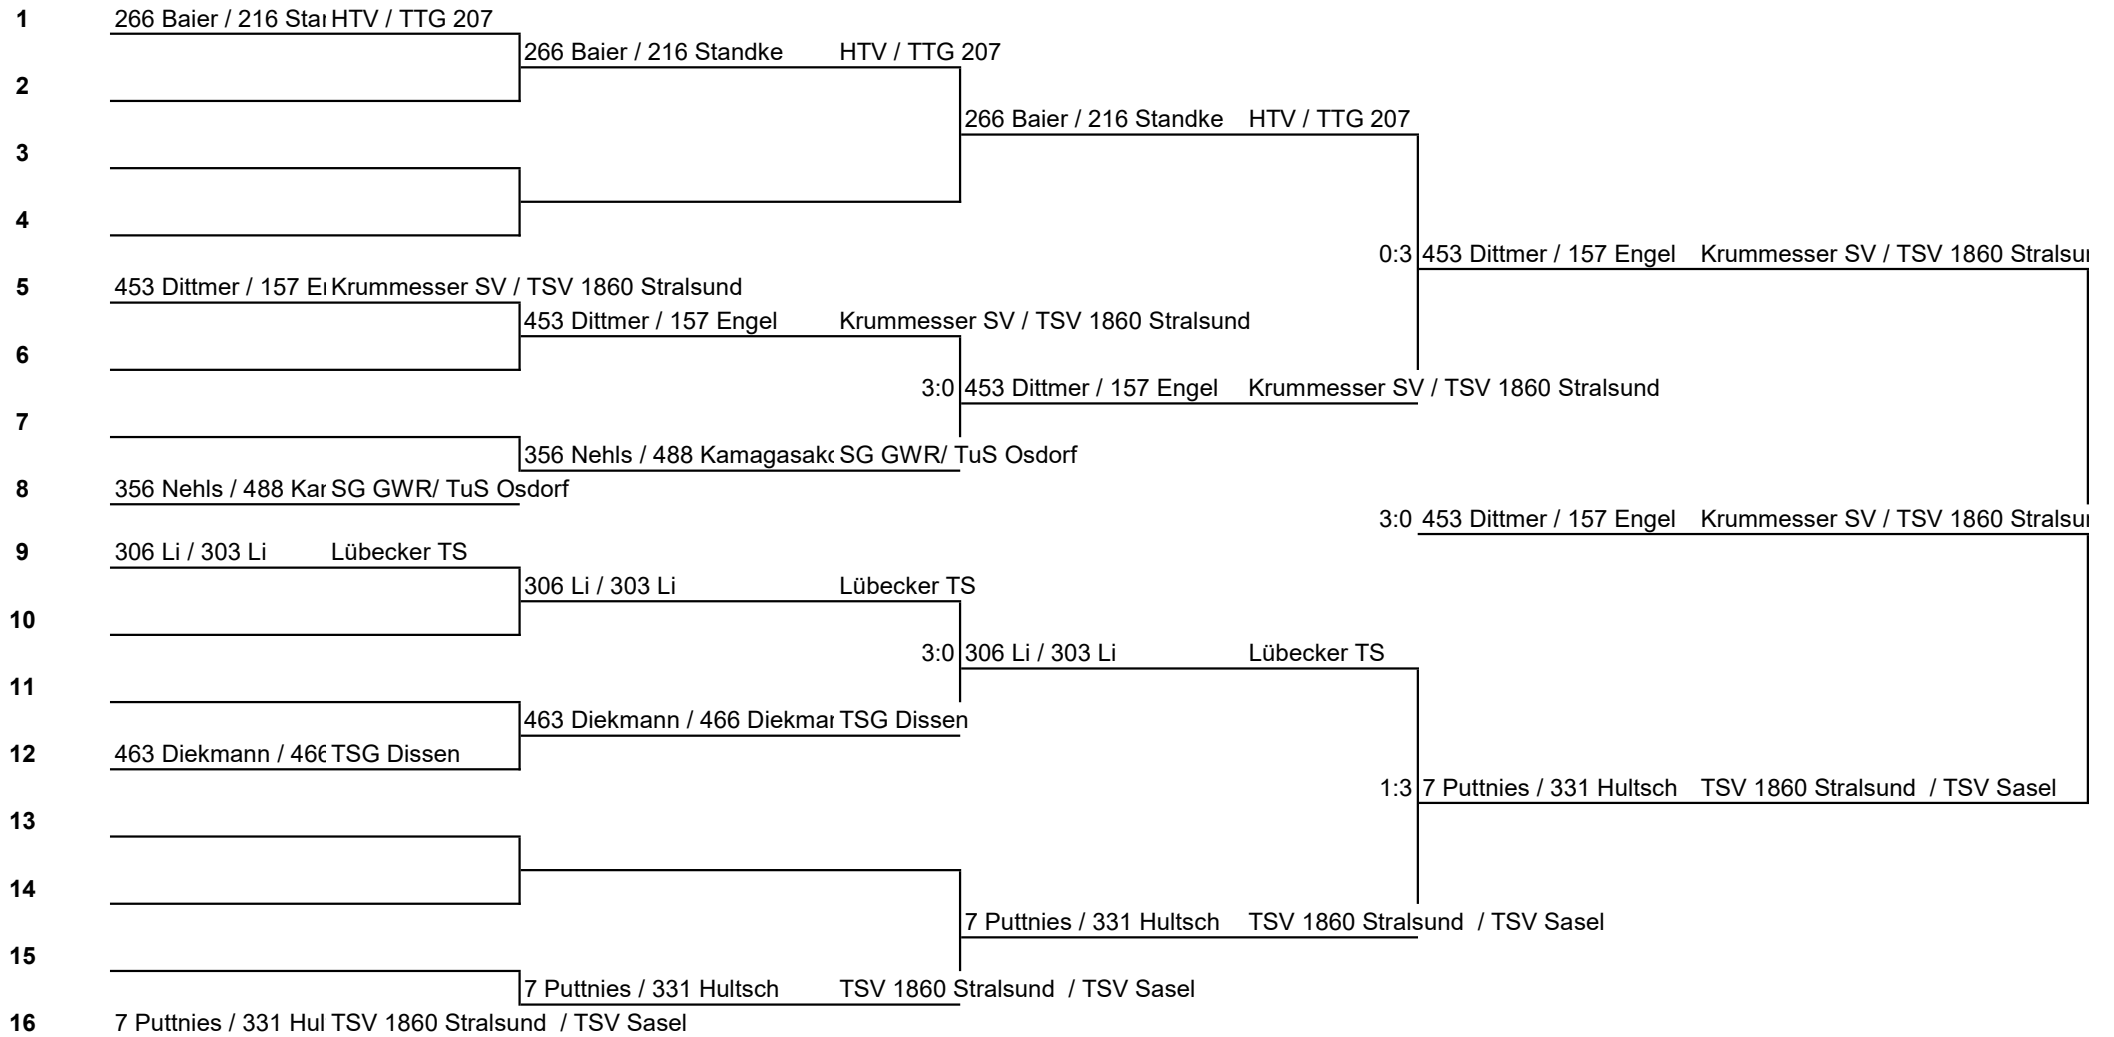 1 266 Baier / 216 Star HTV / TTG 207
266 Baier / 216 Standke HTV / TTG 207
2
266 Baier / 216 Standke HTV / TTG 207
3
4
0:3 453 Dittmer / 157 Engel Krummesser SV / TSV 1860 Stralsun
5 453 Dittmer / 157 En Krummesser SV / TSV 1860 Stralsund
453 Dittmer / 157 Engel Krummesser SV / TSV 1860 Stralsund
6
3:0 453 Dittmer / 157 Engel Krummesser SV / TSV 1860 Stralsund
7
356 Nehls / 488 Kamagasako SG GWR/ TuS Osdorf
8 356 Nehls / 488 Kar SG GWR/ TuS Osdorf
3:0 453 Dittmer / 157 Engel Krummesser SV / TSV 1860 Stralsun
9 306 Li / 303 Li Lübecker TS
306 Li / 303 Li Lübecker TS
10
3:0 306 Li / 303 Li Lübecker TS
11
463 Diekmann / 466 Diekmar TSG Dissen
12 463 Diekmann / 466 TSG Dissen
1:3 7 Puttnies / 331 Hultsch TSV 1860 Stralsund / TSV Sasel
13
14
7 Puttnies / 331 Hultsch TSV 1860 Stralsund / TSV Sasel
15
7 Puttnies / 331 Hultsch TSV 1860 Stralsund / TSV Sasel
16 7 Puttnies / 331 Hul TSV 1860 Stralsund / TSV Sasel